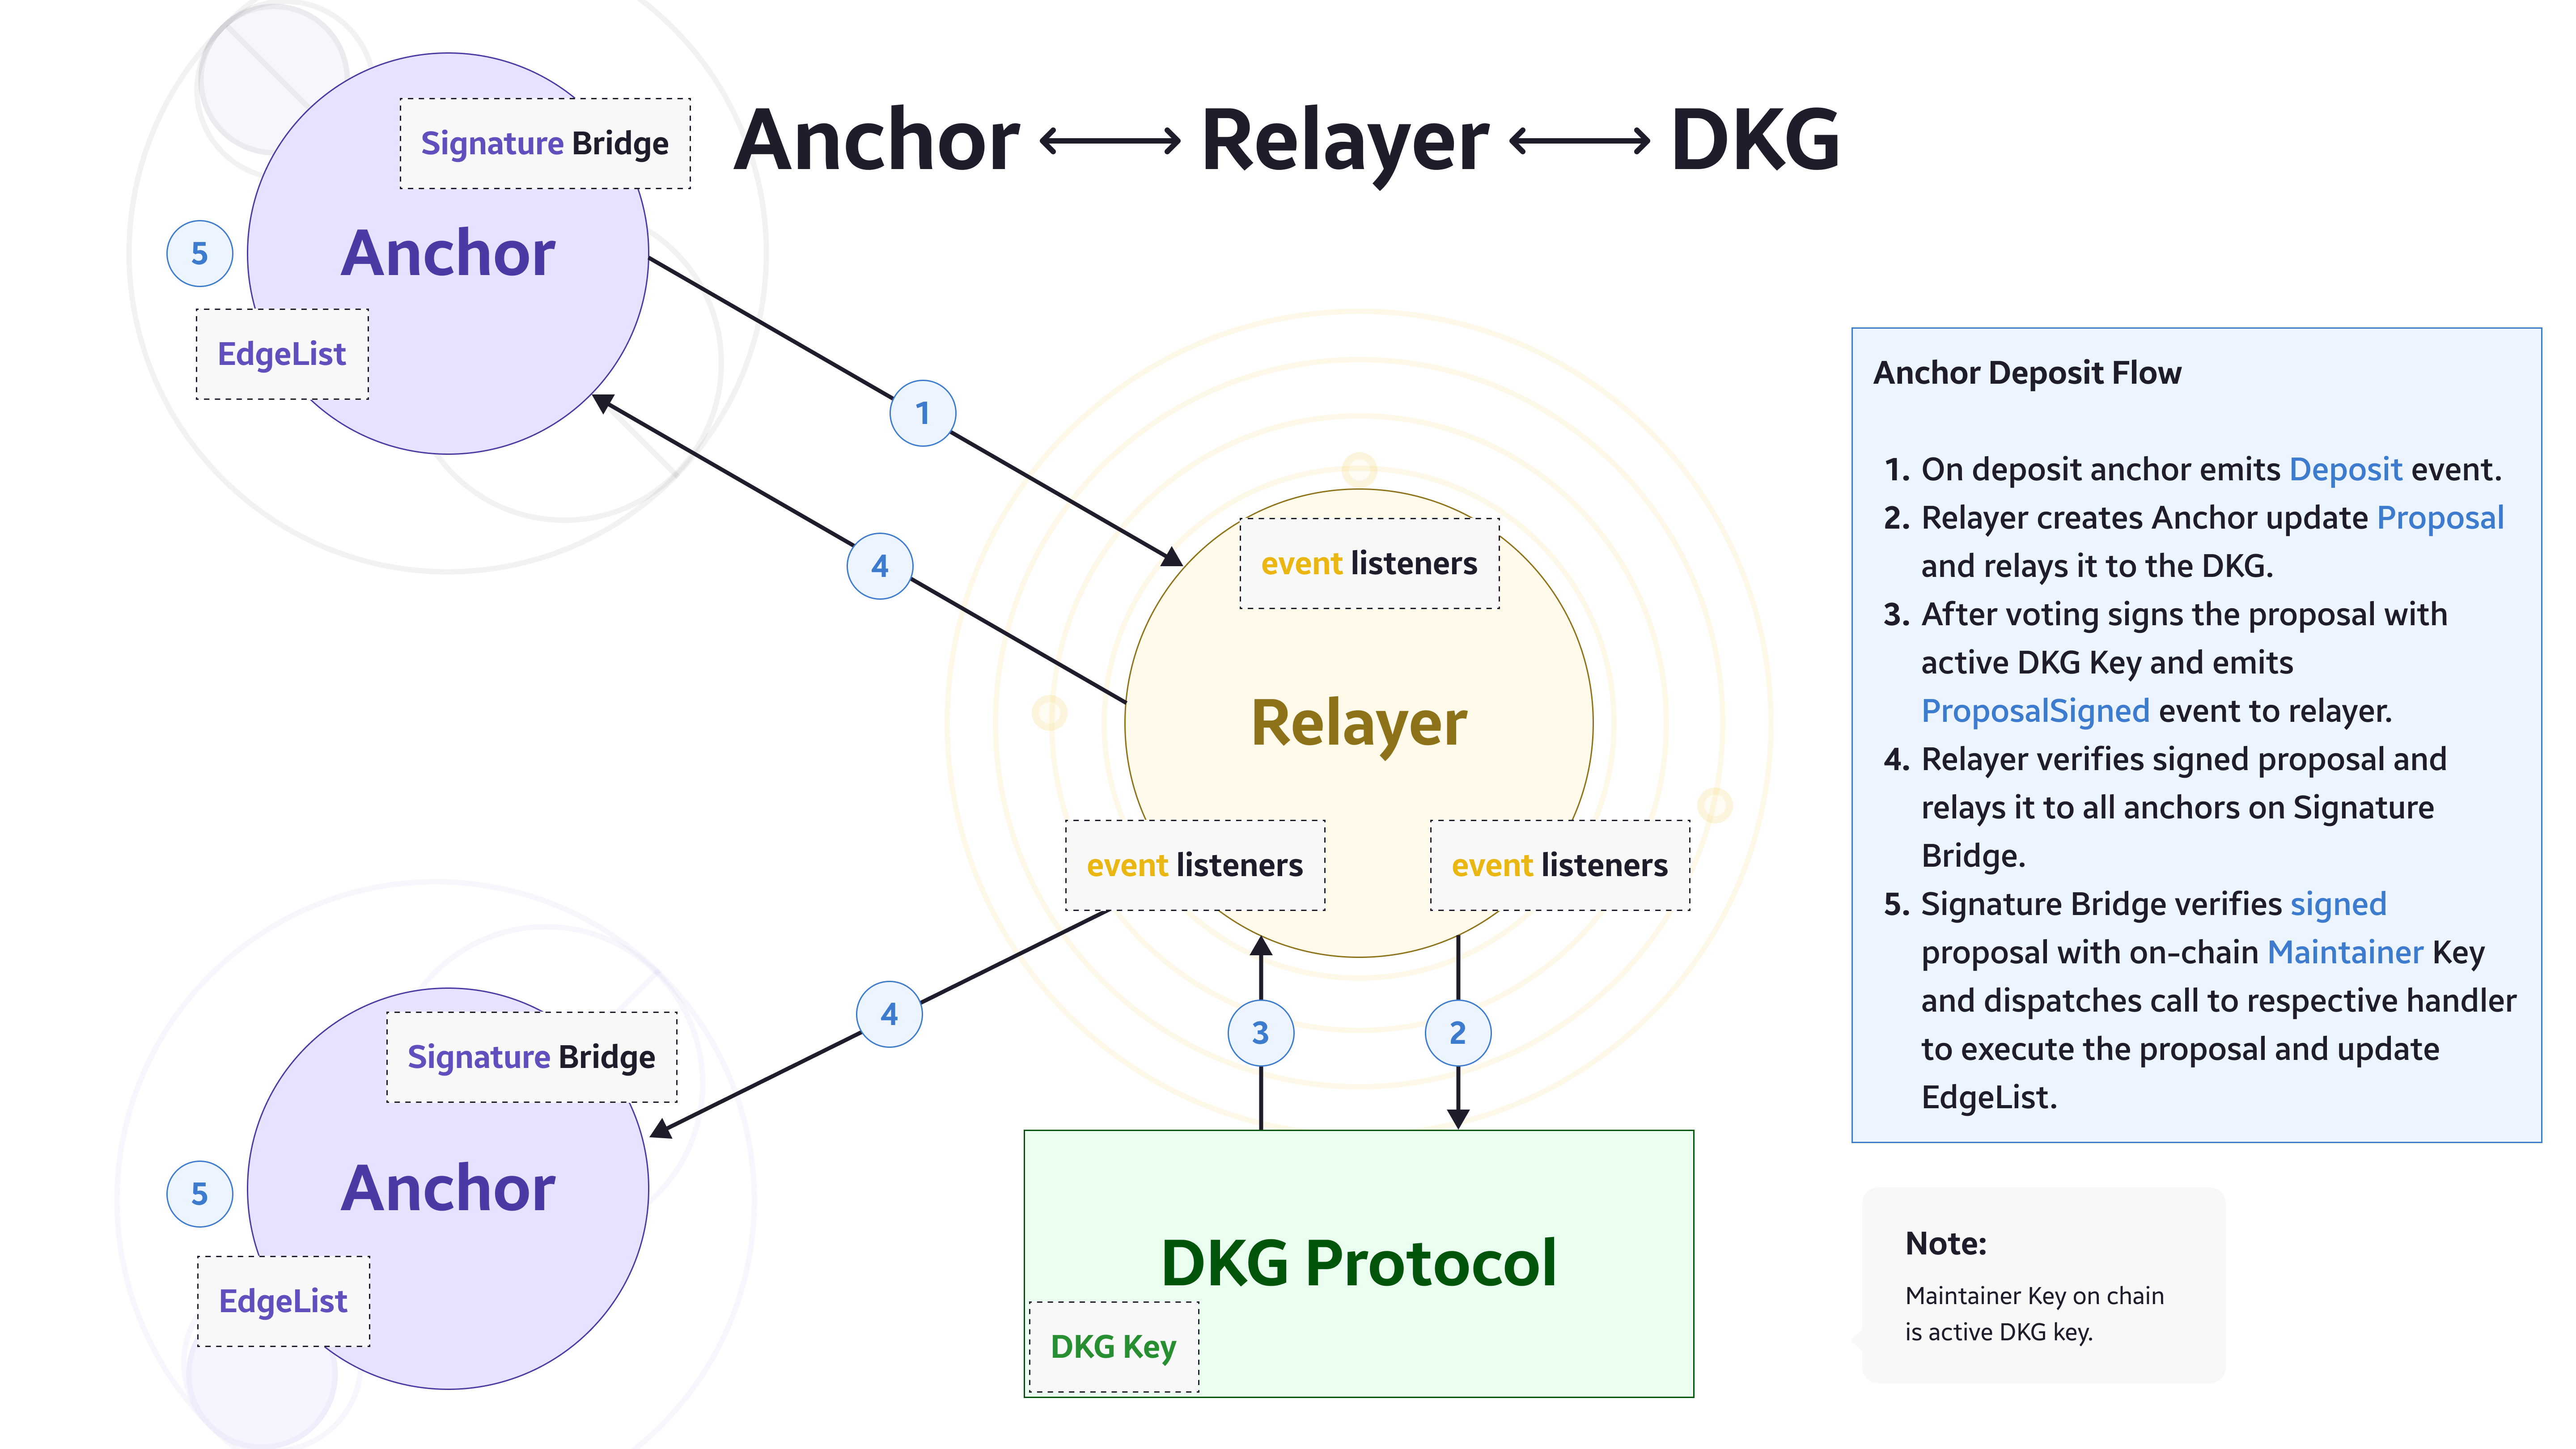 Anchor ⟷ Relayer ⟷ DKG
Signature Bridge
Anchor
5
EdgeList
1
4
event listeners
Relayer
event listeners
event listeners
4
3
2
Signature Bridge
Anchor
5
EdgeList
DKG Protocol
DKG Key
Anchor Deposit Flow
1. On deposit anchor emits Deposit event.
2. Relayer creates Anchor update Proposal
and relays it to the DKG.
3. After voting signs the proposal with
active DKG Key and emits
ProposalSigned event to relayer.
4. Relayer verifies signed proposal and
relays it to all anchors on Signature
Bridge.
5. Signature Bridge verifies signed
proposal with on-chain Maintainer Key
and dispatches call to respective handler
to execute the proposal and update
EdgeList.
Note:
Maintainer Key on chain
is active DKG key.